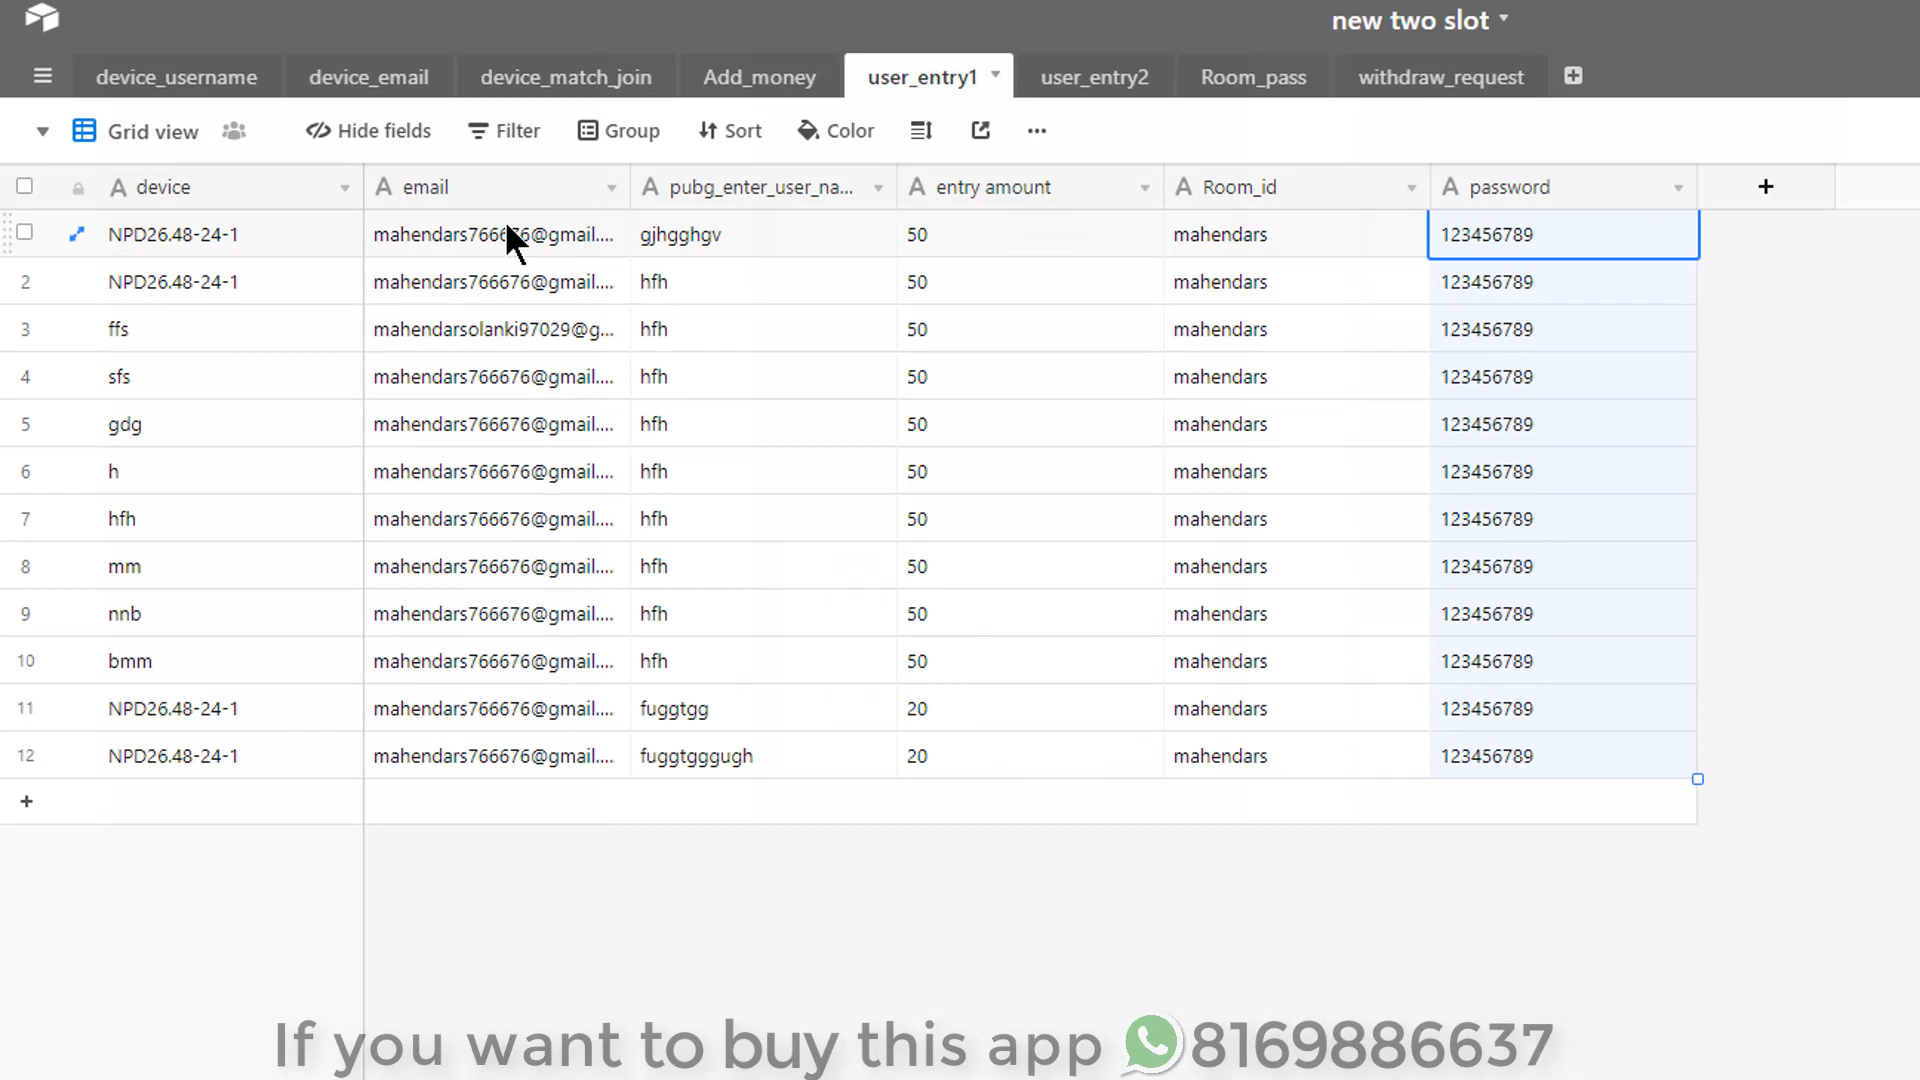 new two slot
device_username device_email device_match_join Add_money user_entry1 user_entry2 Room_pass withdraw_request
Grid view Hide fields Filter Group Sort Color
device email pubg_enter_user_na... entry amount Room_id password
NPD26.48-24-1 mahendars766676@gmail.... gjhgghgv 50 mahendars 123456789
2 NPD26.48-24-1 mahendars766676@gmail.... hfh 50 mahendars 123456789
3 ffs mahendarsolanki97029@g... hfh 50 mahendars 123456789
4 sfs mahendars766676@gmail.... hfh 50 mahendars 123456789
5 gdg mahendars766676@gmail.... hfh 50 mahendars 123456789
6 h mahendars766676@gmail.... hfh 50 mahendars 123456789
7 hfh mahendars766676@gmail.... hfh 50 mahendars 123456789
8 mm mahendars766676@gmail.... hfh 50 mahendars 123456789
9 nnb mahendars766676@gmail.... hfh 50 mahendars 123456789
10 bmm mahendars766676@gmail.... hfh 50 mahendars 123456789
11 NPD26.48-24-1 mahendars766676@gmail.... fuggtgg 20 mahendars 123456789
12 NPD26.48-24-1 mahendars766676@gmail.... fuggtgggugh 20 mahendars 123456789
If you want to buy this app 8169886637